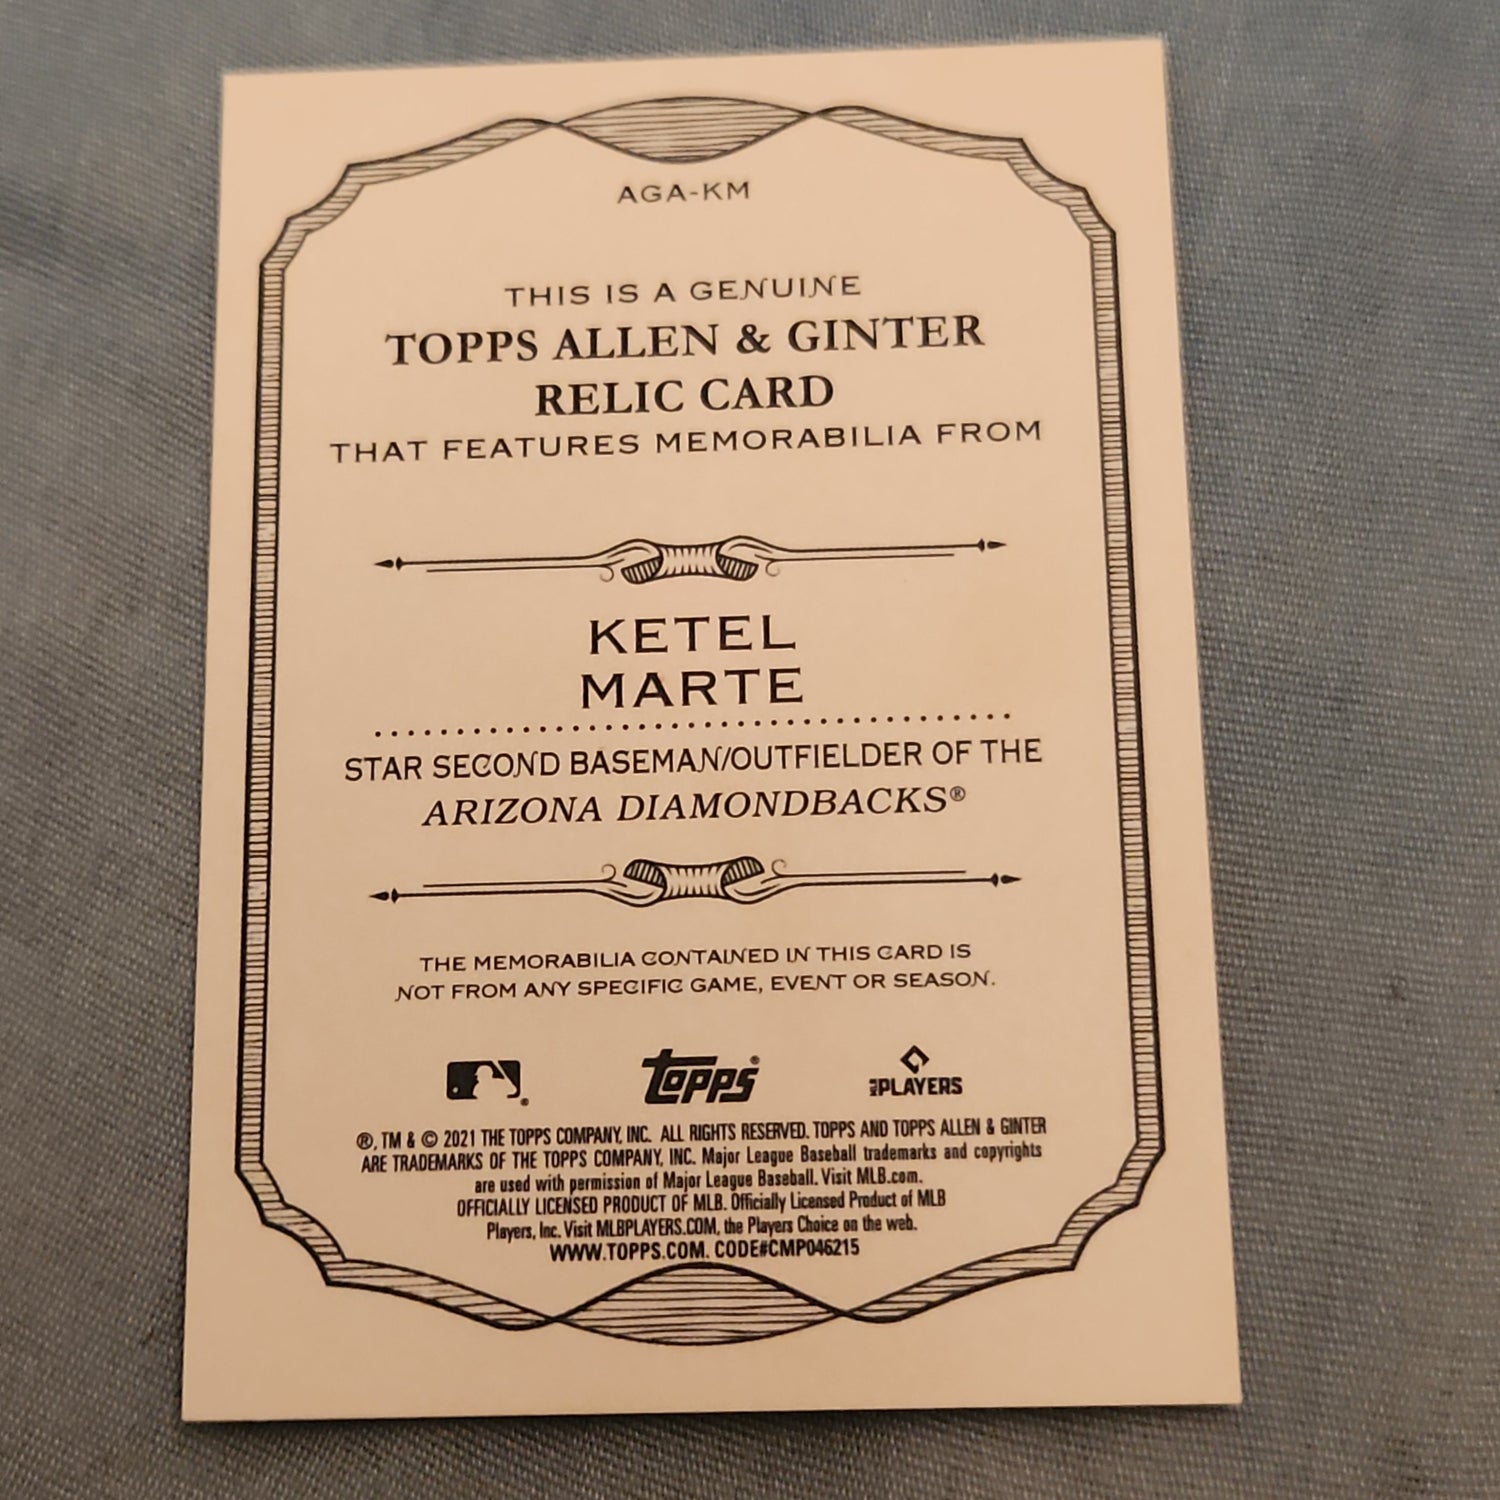 AGA-KM
THIS IS A GENUINE
TOPPS ALLEN & GINTER
RELIC CARD
THAT FEATURES MEMORABILIA FROM
KETEL
MARTE
STAR SECOND BASEMAN/OUTFIELDER OF THE
ARIZONA DIAMONDBACKS®
THE MEMORABILIA CONTAINED IN THIS CARD IS
NOT FROM ANY SPECIFIC GAME, EVENT OR SEASON.
® topps® PLAYERS
®, TM & © 2021 THE TOPPS COMPANY, INC. ALL RIGHTS RESERVED. TOPPS AND TOPPS ALLEN & GINTER
ARE TRADEMARKS OF THE TOPPS COMPANY, INC. Major League Baseball trademarks and copyrights
are used with permission of Major League Baseball. Visit MLB.com.
OFFICIALLY LICENSED PRODUCT OF MLB. Officially Licensed Product of MLB
Players, Inc. Visit MLBPLAYERS.COM, the Players Choice on the web.
WWW.TOPPS.COM. CODE#CMP046215